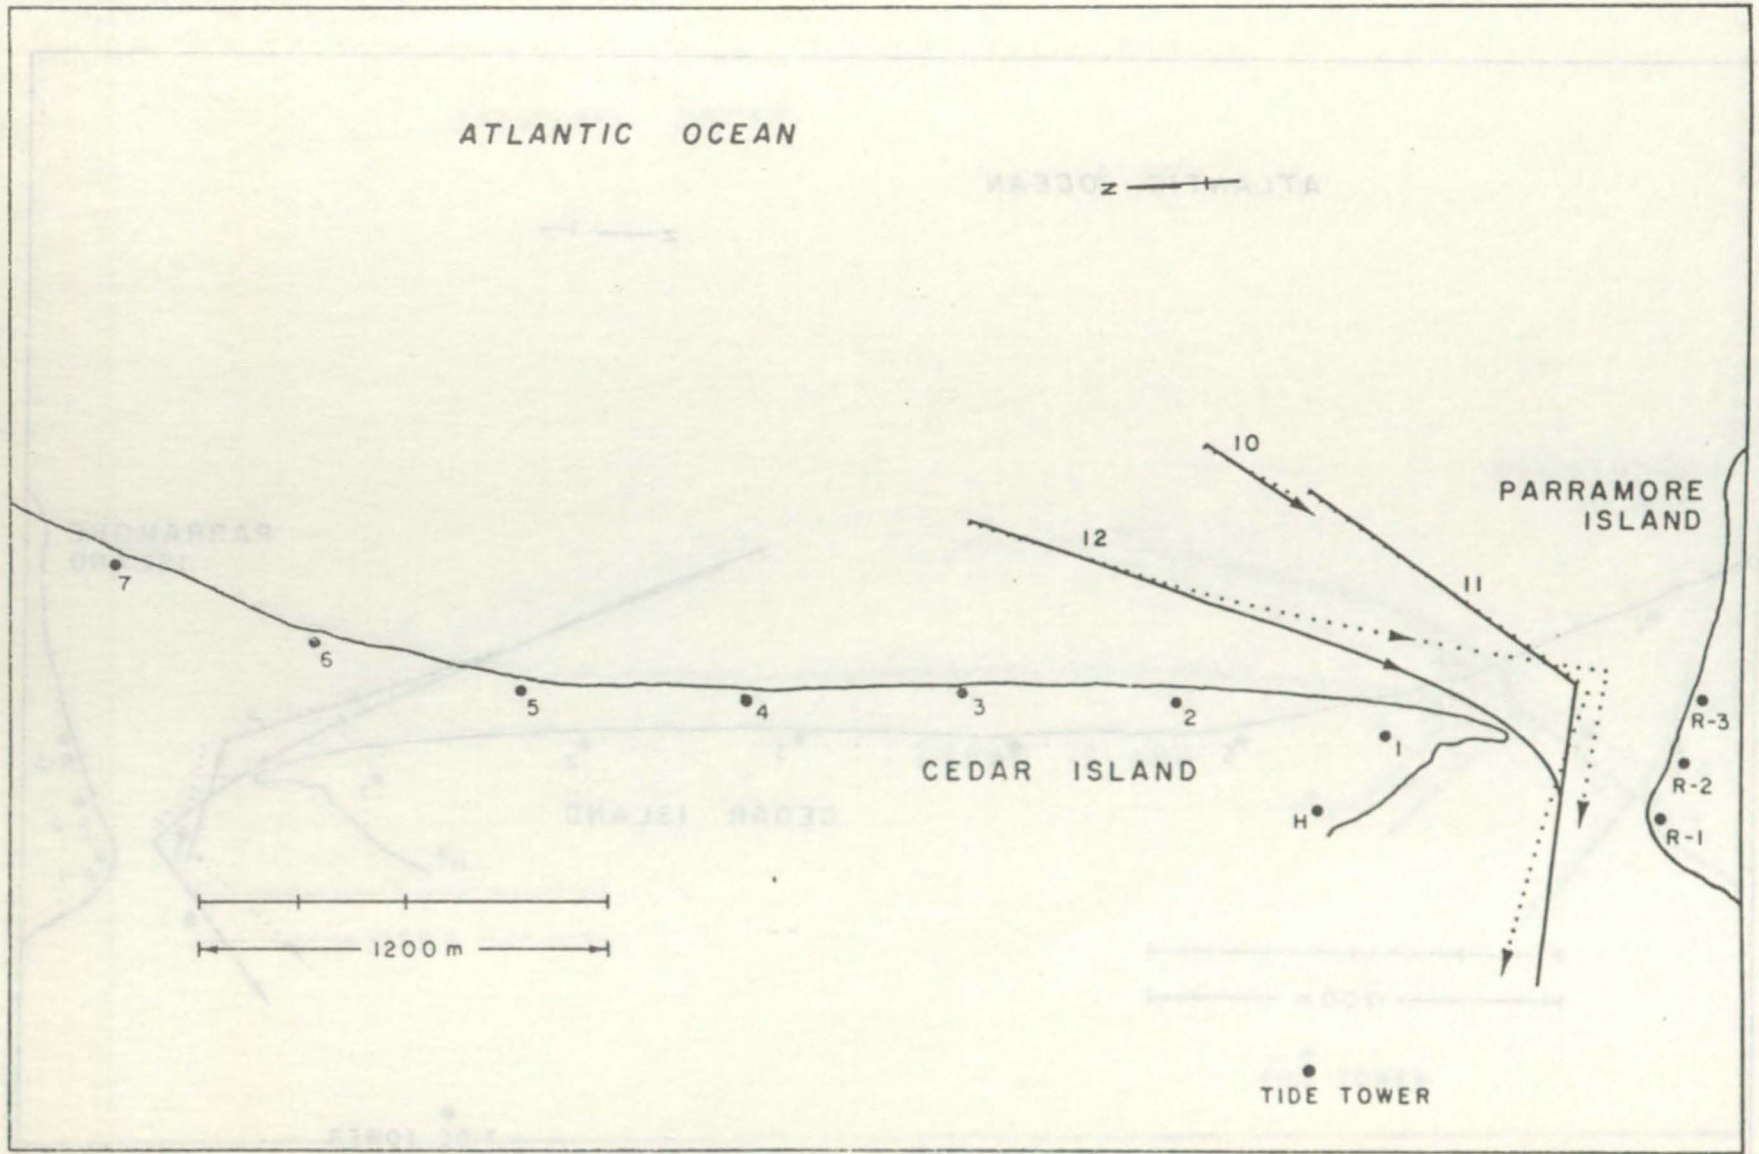 ATLANTIC OCEAN
N
10
PARRAMORE
ISLAND
12
11
7
6
5
4
3
2
1
R-3
CEDAR ISLAND
R-2
H
R-1
1200 m
TIDE TOWER